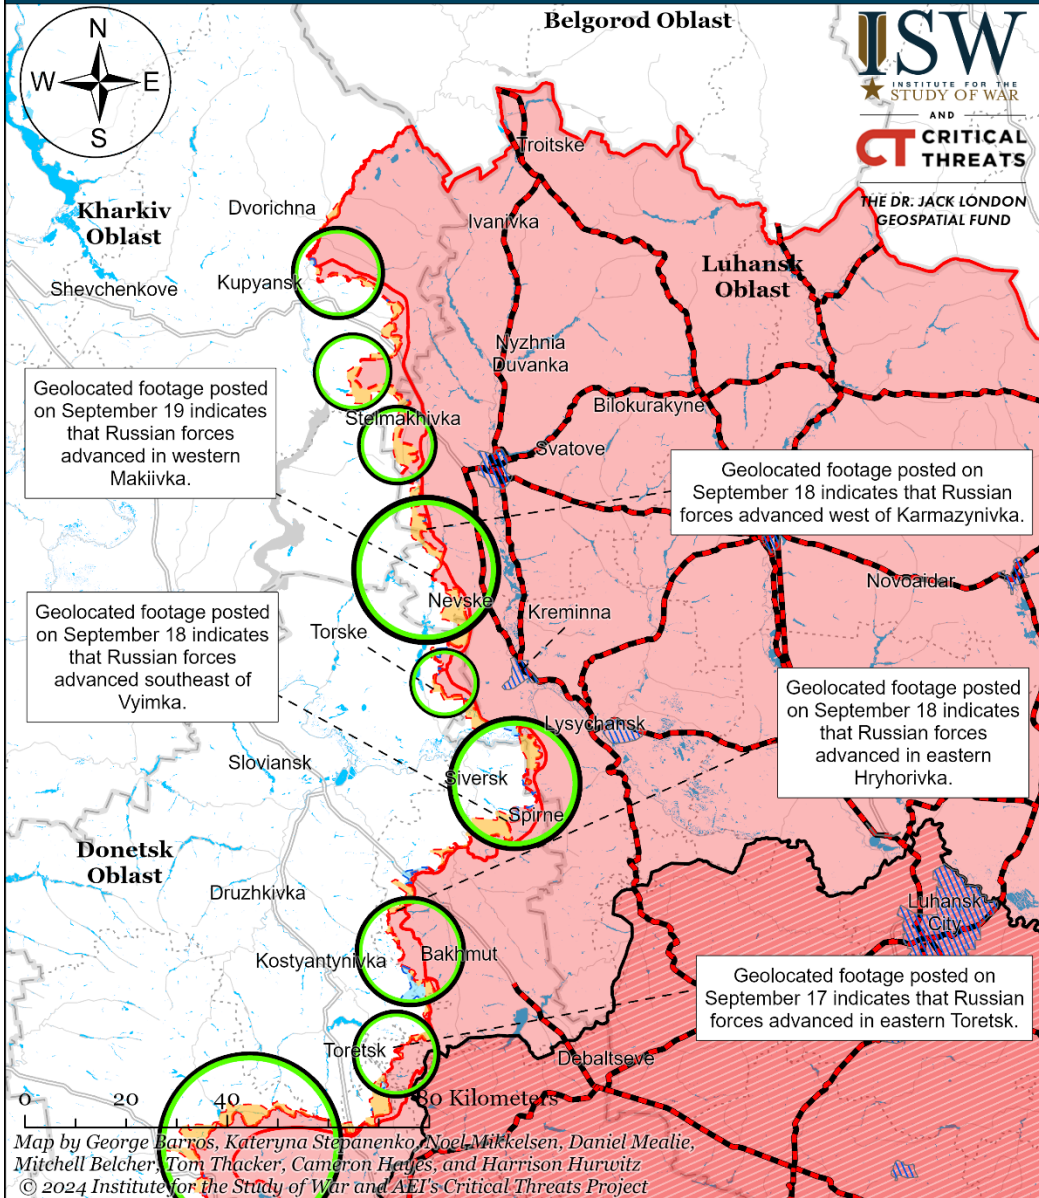 Belgorod Oblast
N
W
E
S
ISW
INSTITUTE FOR THE
STUDY OF WAR
AND
CT CRITICAL
THREATS
THE DR. JACK LONDON
GEOSPATIAL FUND
Troitske
Kharkiv
Oblast
Dvorichna
Ivanivka
Luhansk
Oblast
Shevchenkove
Kupyansk
Nyzhnia
Duvanka
Geolocated footage posted
on September 19 indicates
that Russian forces
advanced in western
Makiivka.
Stelmakhivka
Bilokurakyne
Svatove
Geolocated footage posted on
September 18 indicates that Russian
forces advanced west of Karmazynivka.
Novoaidar
Nevske
Kreminna
Geolocated footage posted
on September 18 indicates
that Russian forces
advanced southeast of
Vyimka.
Torske
Geolocated footage posted
on September 18 indicates
that Russian forces
advanced in eastern
Hryhorivka.
Lysychansk
Sloviansk
Siversk
Spirne
Donetsk
Oblast
Druzhkivka
Luhansk
City
Kostyantynivka
Bakhmut
Geolocated footage posted on
September 17 indicates that Russian
forces advanced in eastern Toretsk.
Toretsk
Debaltseve
0 20 40 80 Kilometers
Map by George Barros, Kateryna Stepanenko, Noel Mikkelsen, Daniel Mealie,
Mitchell Belcher, Tom Thacker, Cameron Hayes, and Harrison Hurwitz
© 2024 Institute for the Study of War and AEI's Critical Threats Project